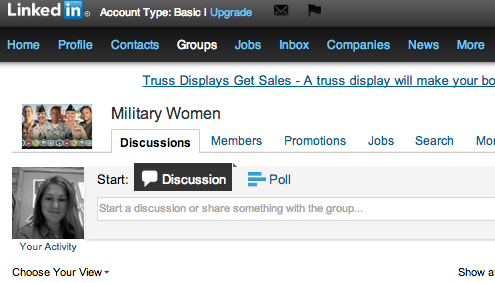 Linked in® Account Type: Basic | Upgrade
Home Profile Contacts Groups Jobs Inbox Companies News More
Truss Displays Get Sales - A truss display will make your bo
Military Women
Discussions Members Promotions Jobs Search Mor
Start: Discussion Poll
Start a discussion or share something with the group...
Your Activity
Choose Your View Show al